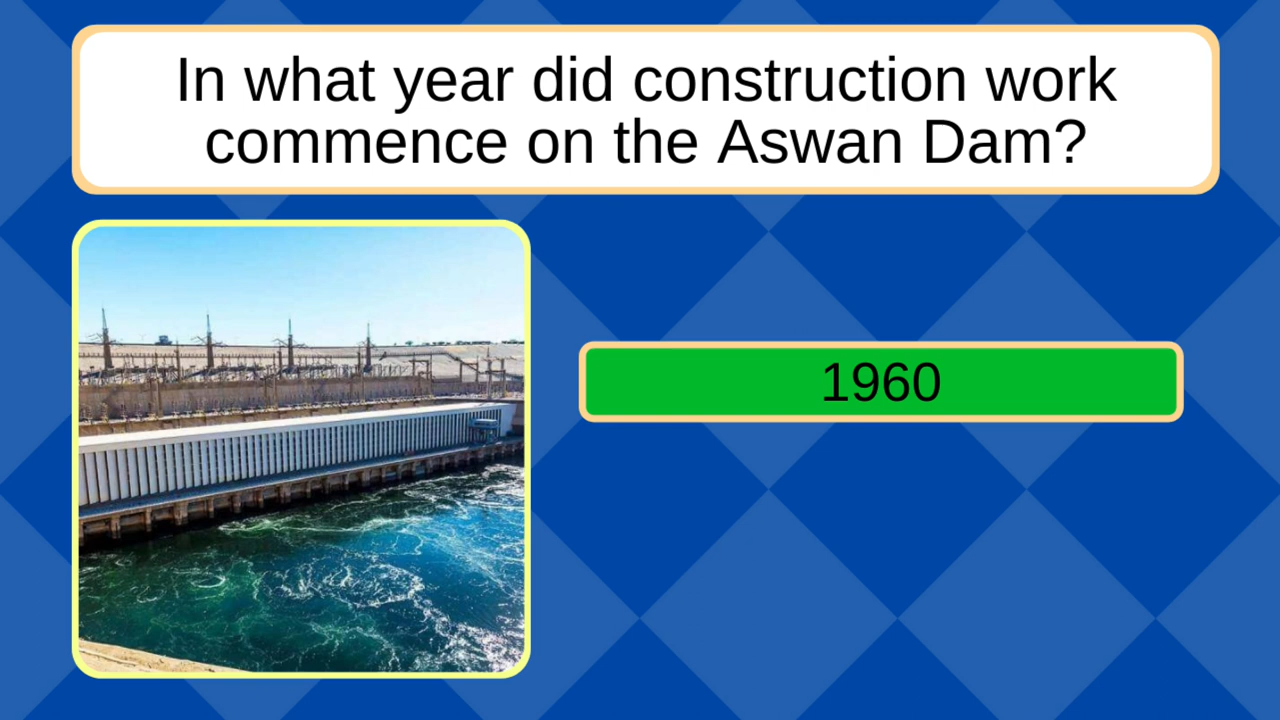 In what year did construction work
commence on the Aswan Dam?
1960